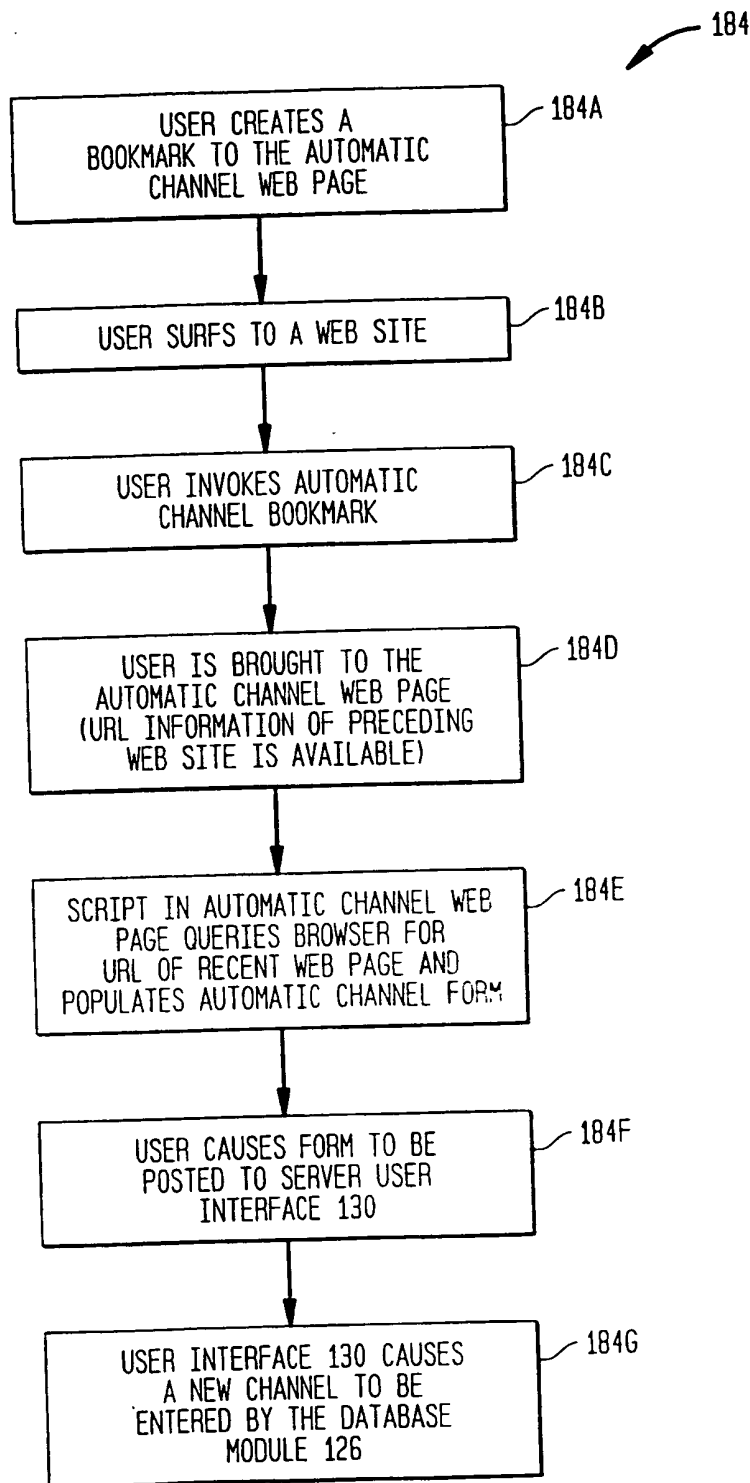 184
USER CREATES A
BOOKMARK TO THE AUTOMATIC
CHANNEL WEB PAGE
184A
USER SURFS TO A WEB SITE
184B
USER INVOKES AUTOMATIC
CHANNEL BOOKMARK
184C
USER IS BROUGHT TO THE
AUTOMATIC CHANNEL WEB PAGE
(URL INFORMATION OF PRECEDING
WEB SITE IS AVAILABLE)
184D
SCRIPT IN AUTOMATIC CHANNEL WEB
PAGE QUERIES BROWSER FOR
URL OF RECENT WEB PAGE AND
POPULATES AUTOMATIC CHANNEL FORM
184E
USER CAUSES FORM TO BE
POSTED TO SERVER USER
INTERFACE 130
184F
USER INTERFACE 130 CAUSES
A NEW CHANNEL TO BE
ENTERED BY THE DATABASE
MODULE 126
184G